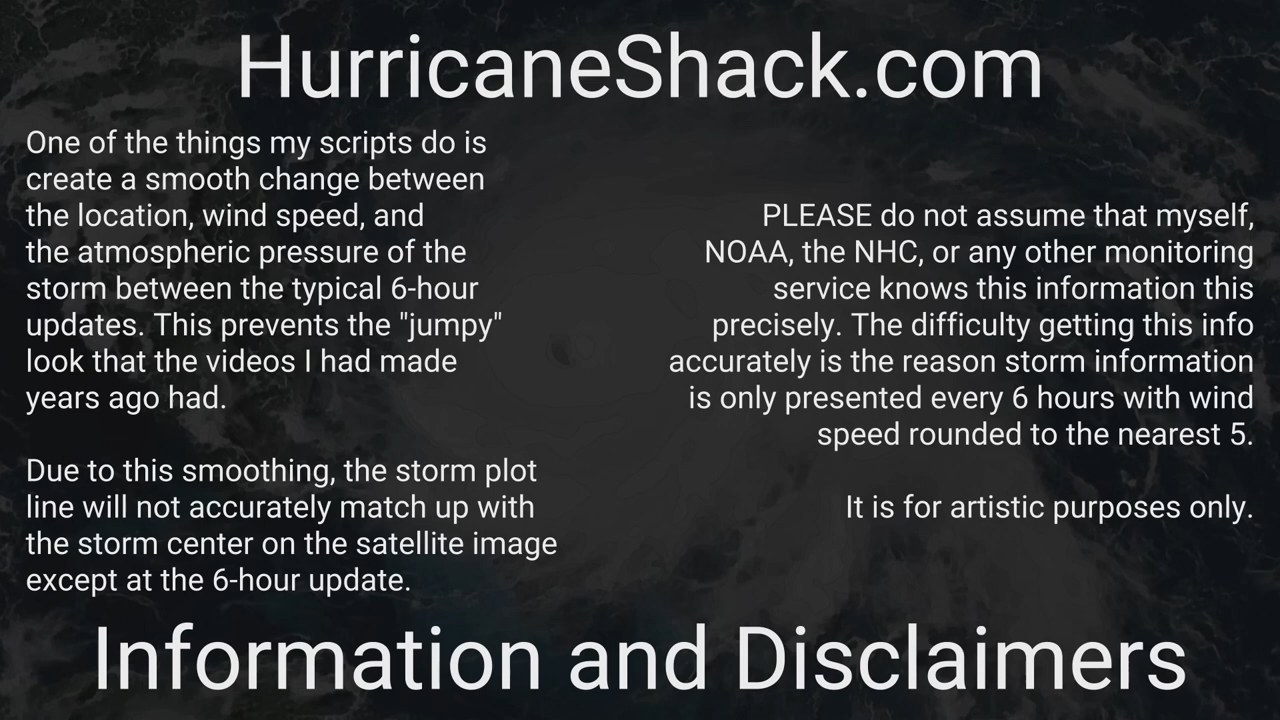 HurricaneShack.com
One of the things my scripts do is
create a smooth change between
the location, wind speed, and
the atmospheric pressure of the
storm between the typical 6-hour
updates. This prevents the "jumpy"
look that the videos I had made
years ago had.
Due to this smoothing, the storm plot
line will not accurately match up with
the storm center on the satellite image
except at the 6-hour update.
PLEASE do not assume that myself,
NOAA, the NHC, or any other monitoring
service knows this information this
precisely. The difficulty getting this info
accurately is the reason storm information
is only presented every 6 hours with wind
speed rounded to the nearest 5.
It is for artistic purposes only.
Information and Disclaimers